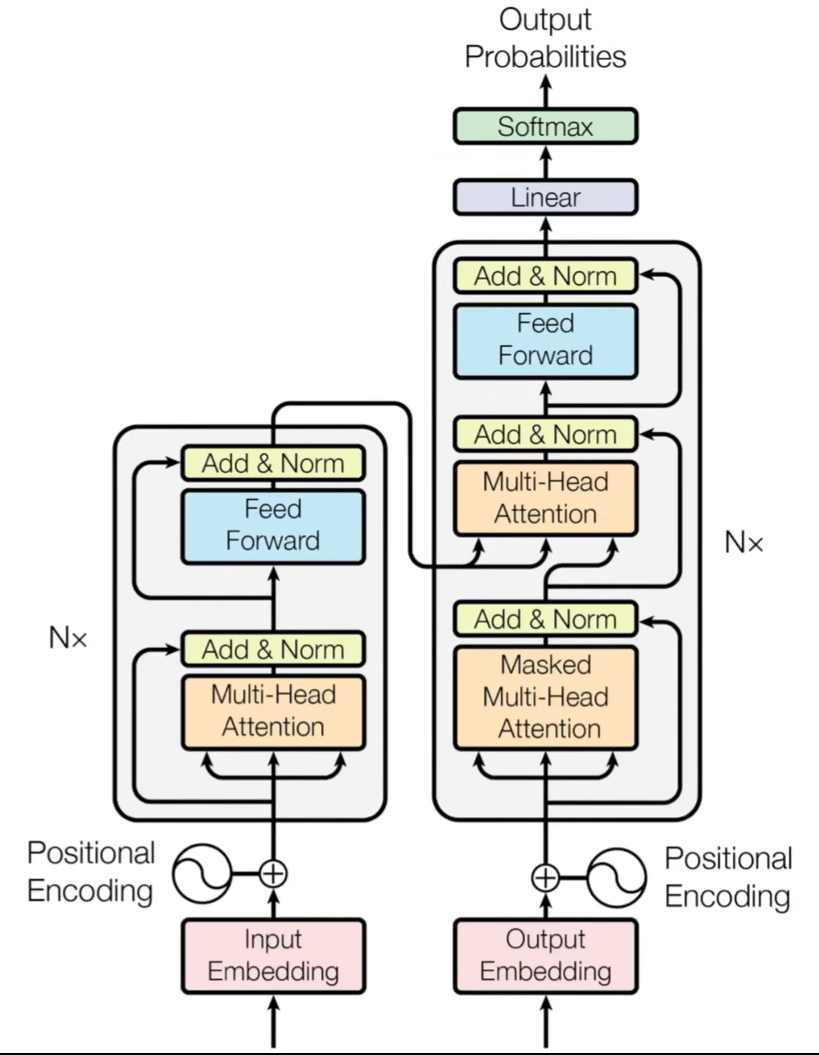 Output
Probabilities
Softmax
Linear
Add & Norm
Feed
Forward
Add & Norm
Multi-Head
Attention
Nx
Add & Norm
Masked
Multi-Head
Attention
Positional
Encoding
Output
Embedding
Add & Norm
Feed
Forward
Nx
Add & Norm
Multi-Head
Attention
Positional
Encoding
Input
Embedding